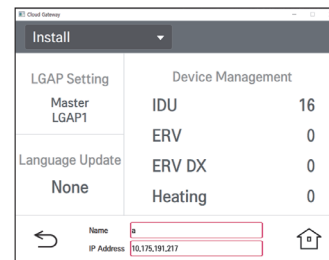 Cloud Gateway
Install
LGAP Setting
Master
LGAP1
Language Update
None
Device Management
IDU 16
ERV 0
ERV DX 0
Heating 0
Name a
IP Address 10,175,191,217